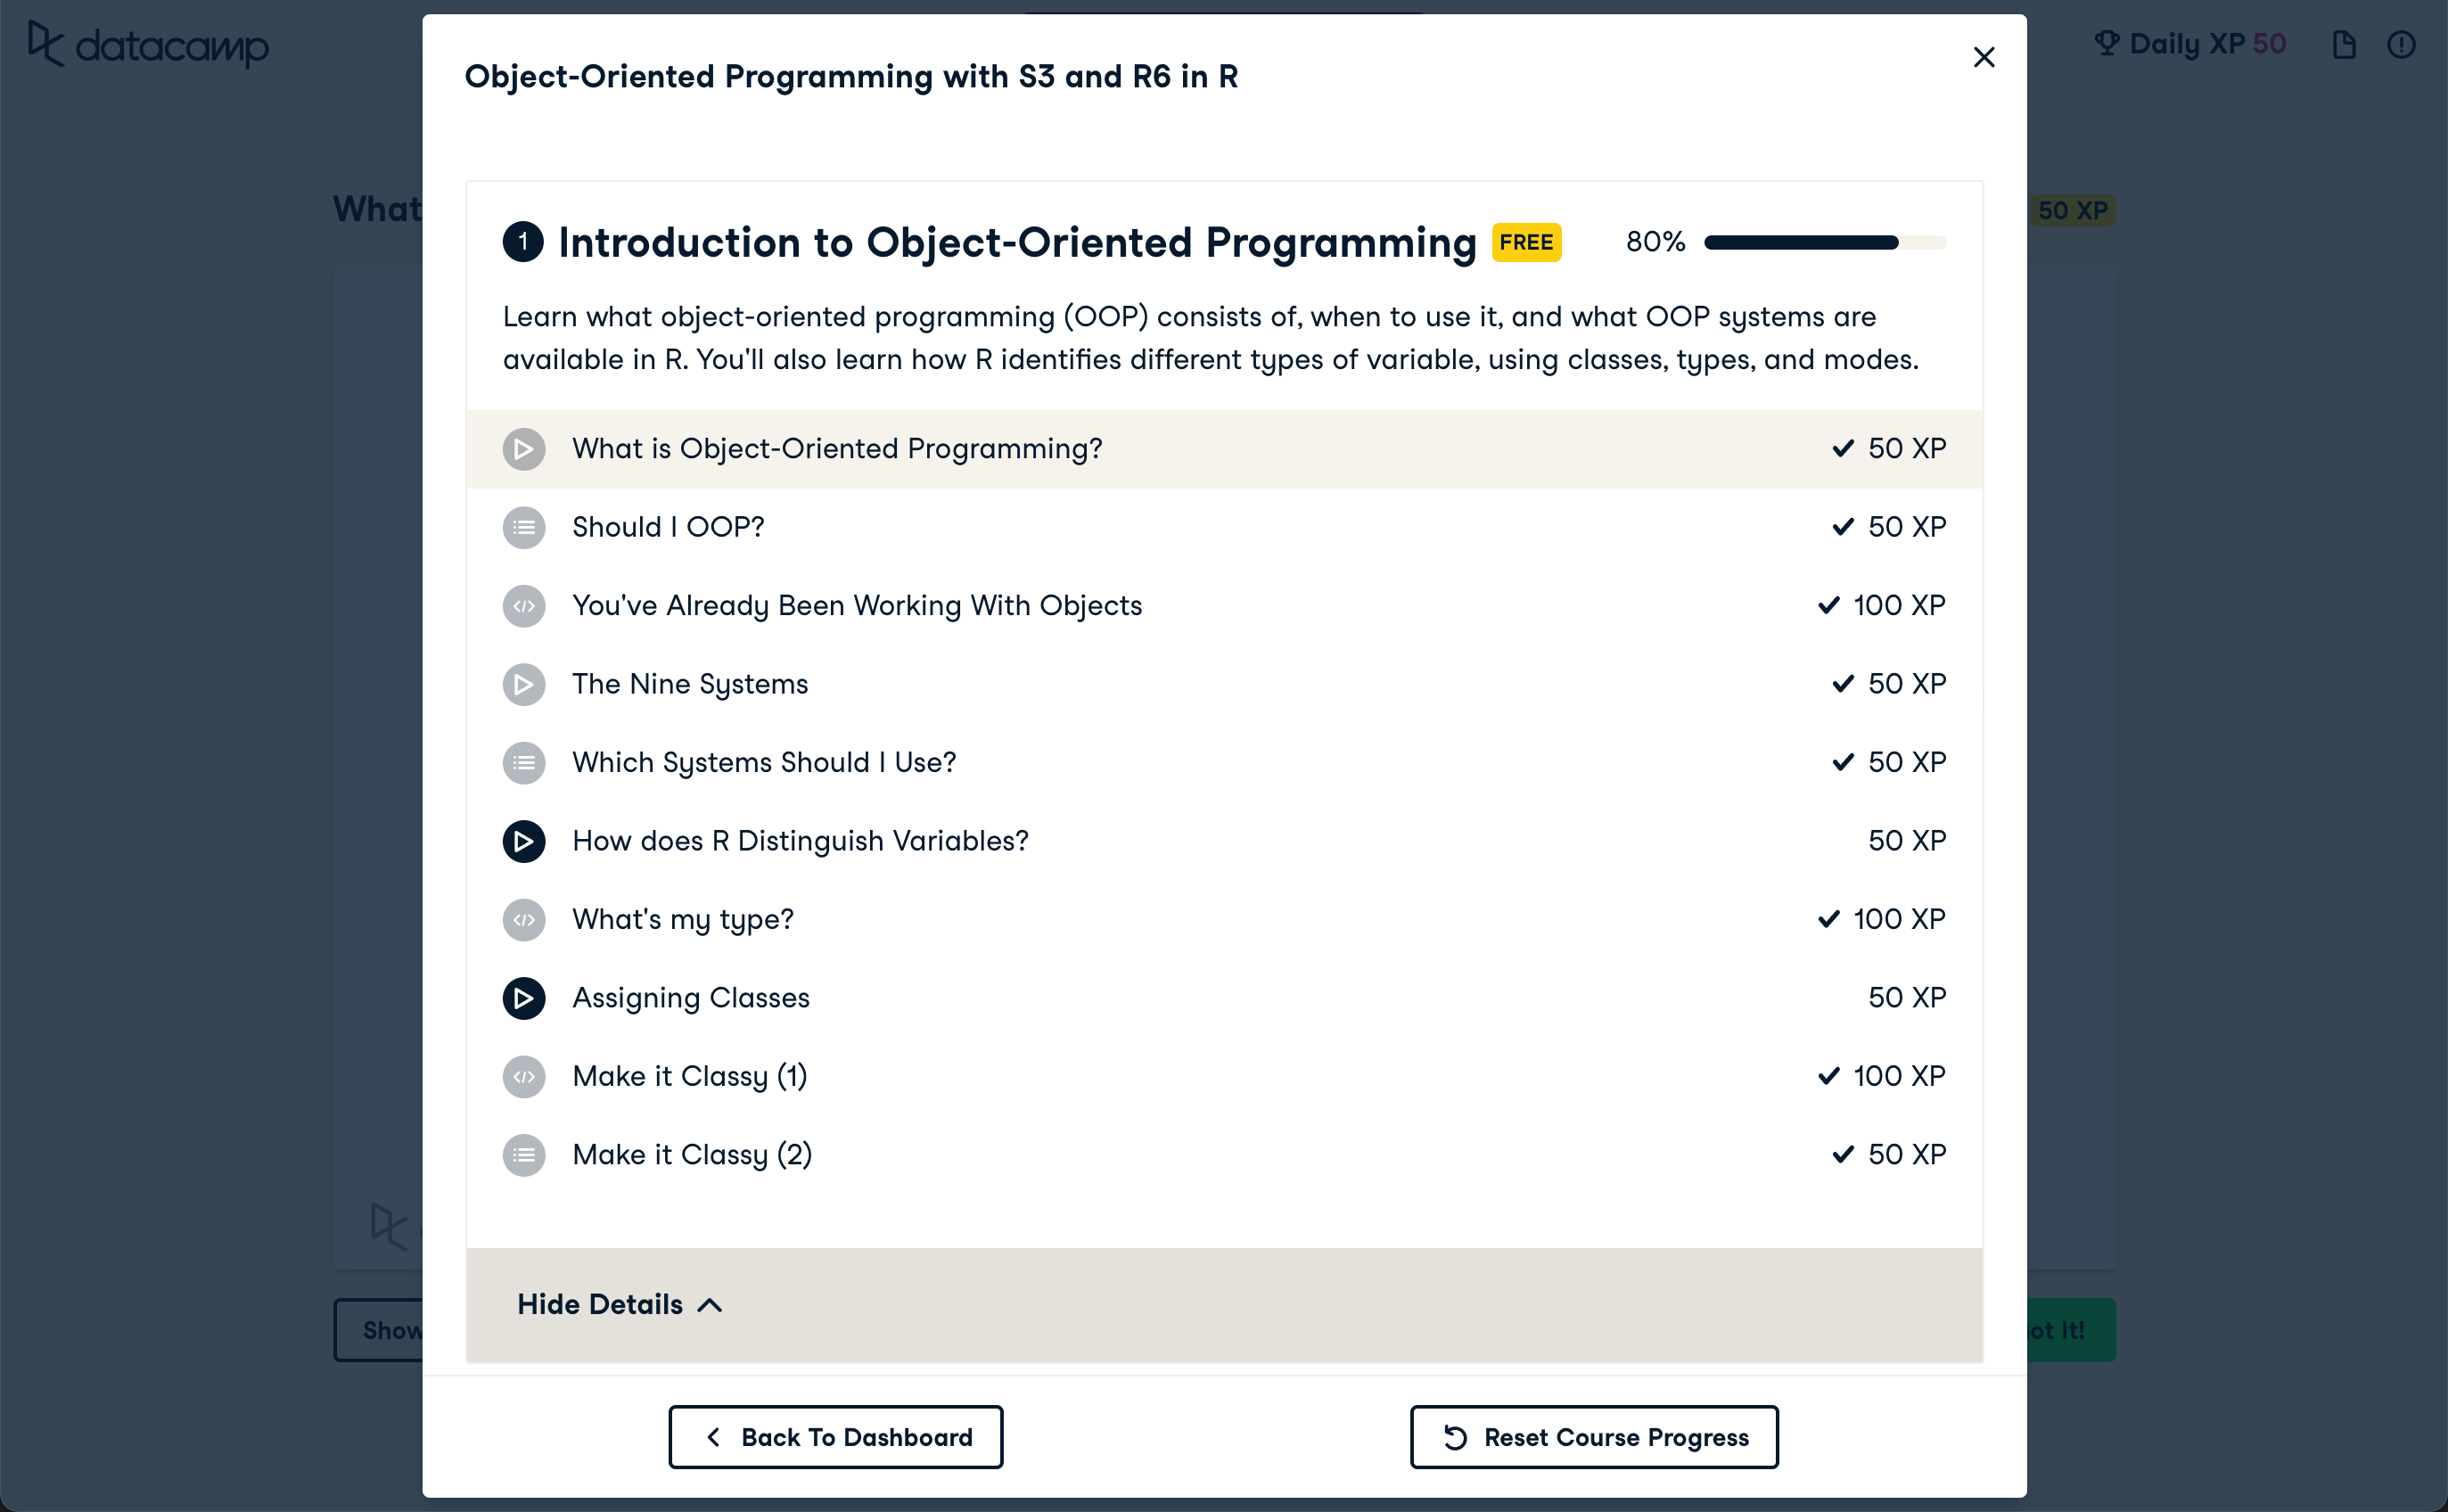 datacamp
Daily XP 50
Object-Oriented Programming with S3 and R6 in R
What
50 XP
1 Introduction to Object-Oriented Programming FREE 80%
Learn what object-oriented programming (OOP) consists of, when to use it, and what OOP systems are
available in R. You'll also learn how R identifies different types of variable, using classes, types, and modes.
What is Object-Oriented Programming? 50 XP
Should I OOP? 50 XP
You've Already Been Working With Objects 100 XP
The Nine Systems 50 XP
Which Systems Should I Use? 50 XP
How does R Distinguish Variables? 50 XP
What's my type? 100 XP
Assigning Classes 50 XP
Make it Classy (1) 100 XP
Make it Classy (2) 50 XP
Hide Details
Show
ot It!
Back To Dashboard
Reset Course Progress